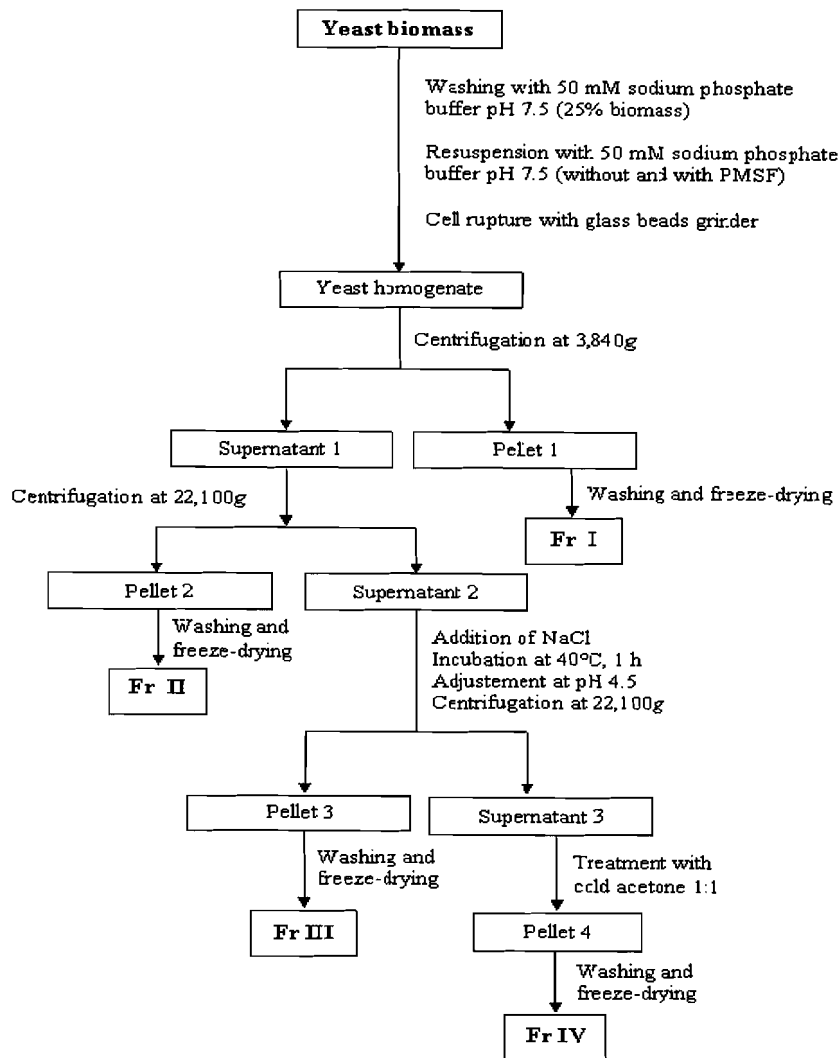 Yeast biomass
Washing with 50 mM sodium phosphate
buffer pH 7.5 (25% biomass)
Resuspension with 50 mM sodium phosphate
buffer pH 7.5 (without and with PMSF)
Cell rupture with glass beads grinder
Yeast homogenate
Centrifugation at 3,840g
Supernatant 1
Pellet 1
Centrifugation at 22,100g
Washing and freeze-drying
Fr I
Pellet 2
Supernatant 2
Washing and
freeze-drying
Fr II
Addition of NaCl
Incubation at 40°C, 1 h
Adjustement at pH 4.5
Centrifugation at 22,100g
Pellet 3
Supernatant 3
Washing and
freeze-drying
Treatment with
cold acetone 1:1
Fr III
Pellet 4
Washing and
freeze-drying
Fr IV